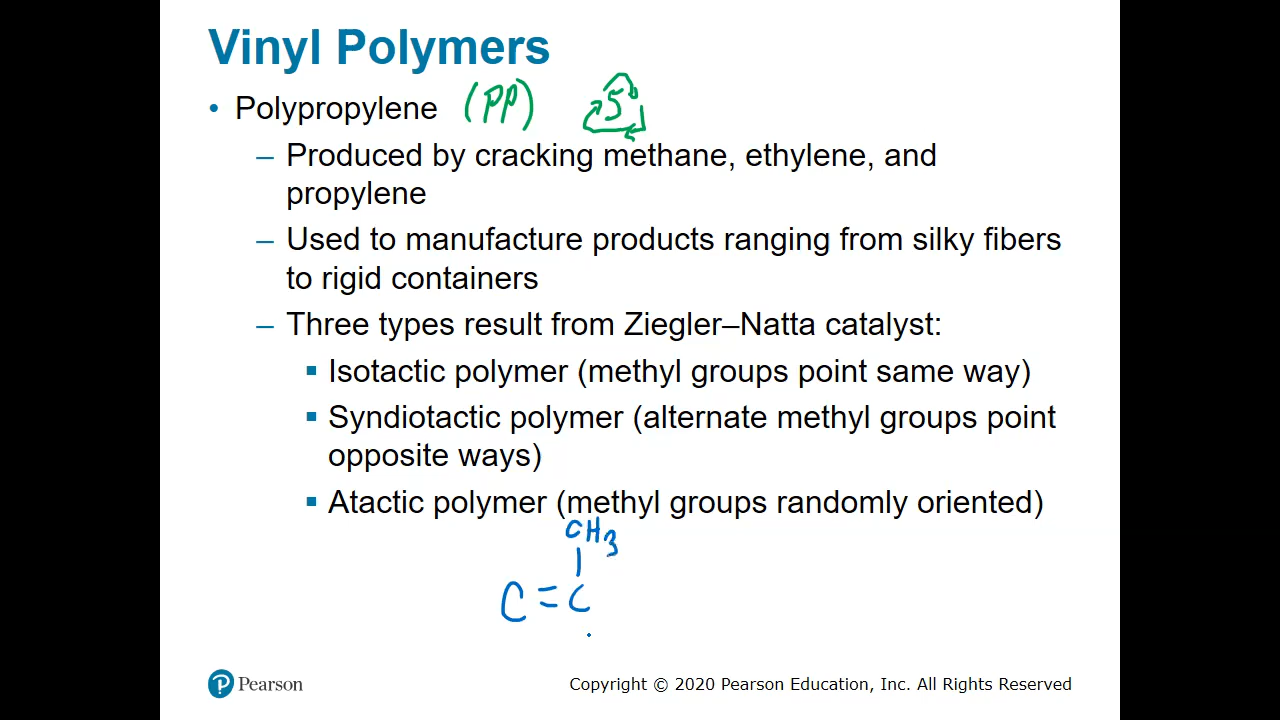 Vinyl Polymers
• Polypropylene (PP) 5
– Produced by cracking methane, ethylene, and
propylene
– Used to manufacture products ranging from silky fibers
to rigid containers
– Three types result from Ziegler–Natta catalyst:
▪ Isotactic polymer (methyl groups point same way)
▪ Syndiotactic polymer (alternate methyl groups point
opposite ways)
▪ Atactic polymer (methyl groups randomly oriented)
CH3
|
C = C
P Pearson
Copyright © 2020 Pearson Education, Inc. All Rights Reserved